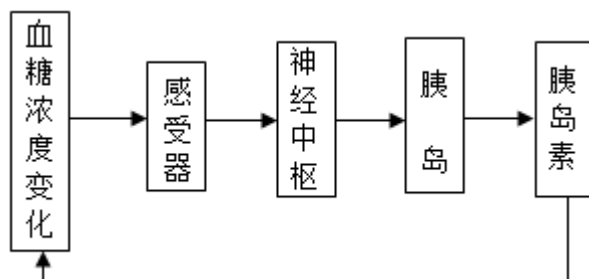 血糖浓度变化
感受器
神经中枢
胰岛
胰岛素